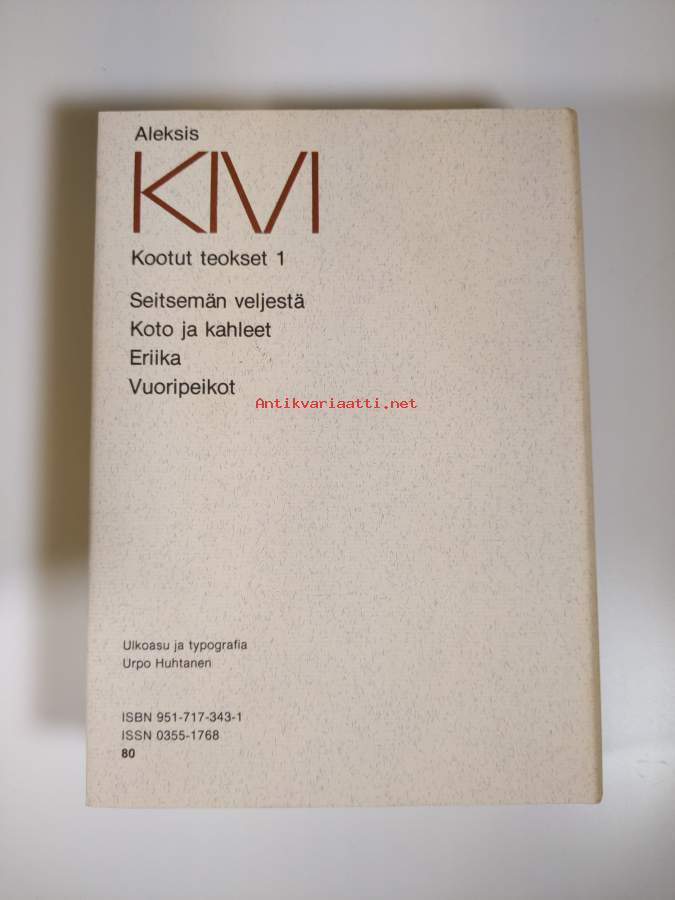 Aleksis
KIVI
Kootut teokset 1
Seitsemän veljestä
Koto ja kahleet
Eriika
Vuoripeikot
Antikvariaatti.net
Ulkoasu ja typografia
Urpo Huhtanen
ISBN 951-717-343-1
ISSN 0355-1768
80